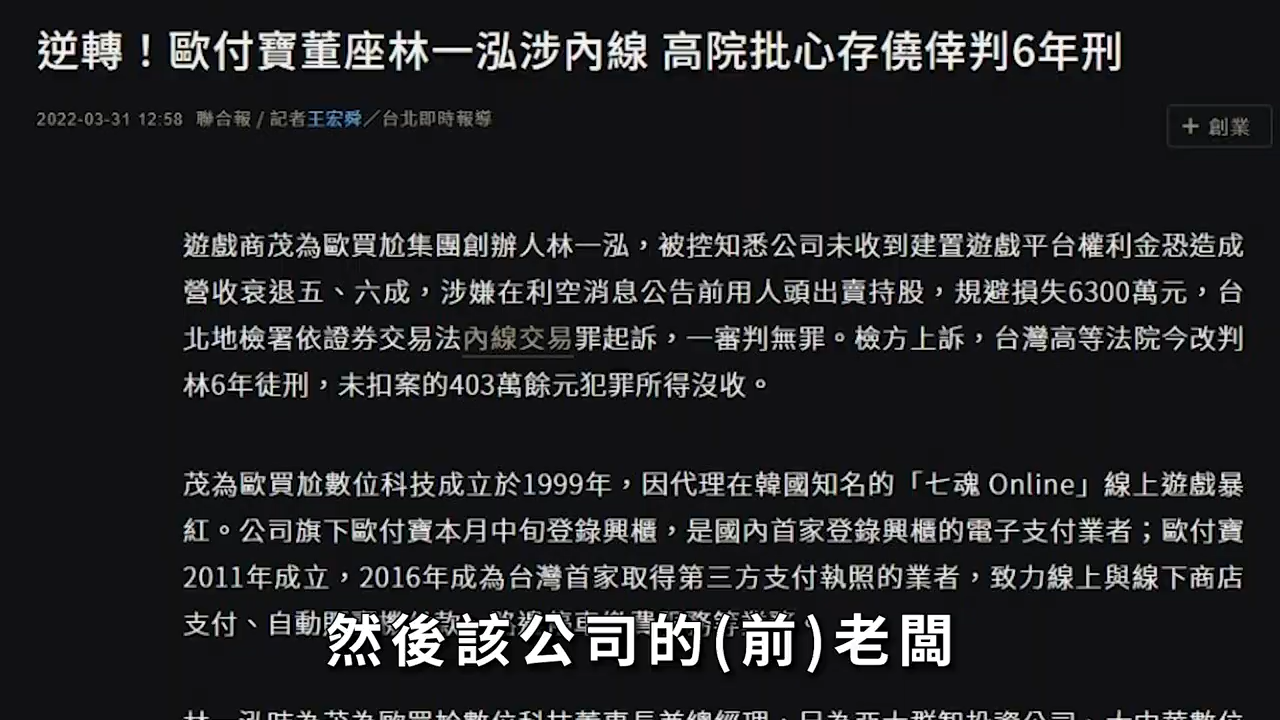 逆轉！歐付寶董座林一泓涉內線 高院批心存僥倖判6年刑
2022-03-31 12:58 聯合報 / 記者王宏舜／台北即時報導
+ 創業
遊戲商茂為歐買尬集團創辦人林一泓，被控知悉公司未收到建置遊戲平台權利金恐造成
營收衰退五、六成，涉嫌在利空消息公告前用人頭出賣持股，規避損失6300萬元，台
北地檢署依證券交易法內線交易罪起訴，一審判無罪。檢方上訴，台灣高等法院今改判
林6年徒刑，未扣案的403萬餘元犯罪所得沒收。
茂為歐買尬數位科技成立於1999年，因代理在韓國知名的「七魂 Online」線上遊戲暴
紅。公司旗下歐付寶本月中旬登錄興櫃，是國內首家登錄興櫃的電子支付業者；歐付寶
2011年成立，2016年成為台灣首家取得第三方支付執照的業者，致力線上與線下商店
支付、自動
然後該公司的(前)老闆